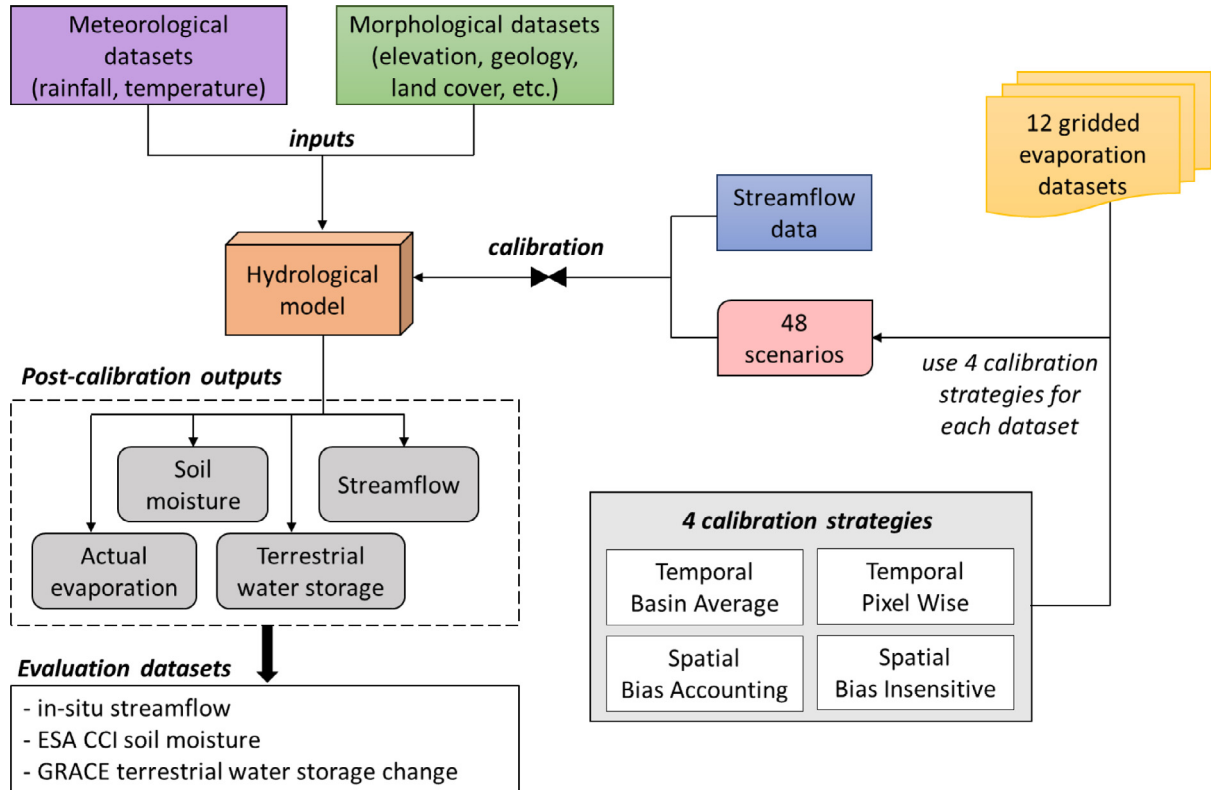 Meteorological
datasets
(rainfall, temperature)
Morphological datasets
(elevation, geology,
land cover, etc.)
12 gridded
evaporation
datasets
inputs
Streamflow
data
calibration
Hydrological
model
48
scenarios
use 4 calibration
strategies for
each dataset
Post-calibration outputs
Soil
moisture
Streamflow
Actual
evaporation
Terrestrial
water storage
4 calibration strategies
Temporal
Basin Average
Temporal
Pixel Wise
Spatial
Bias Accounting
Spatial
Bias Insensitive
Evaluation datasets
- in-situ streamflow
- ESA CCI soil moisture
- GRACE terrestrial water storage change